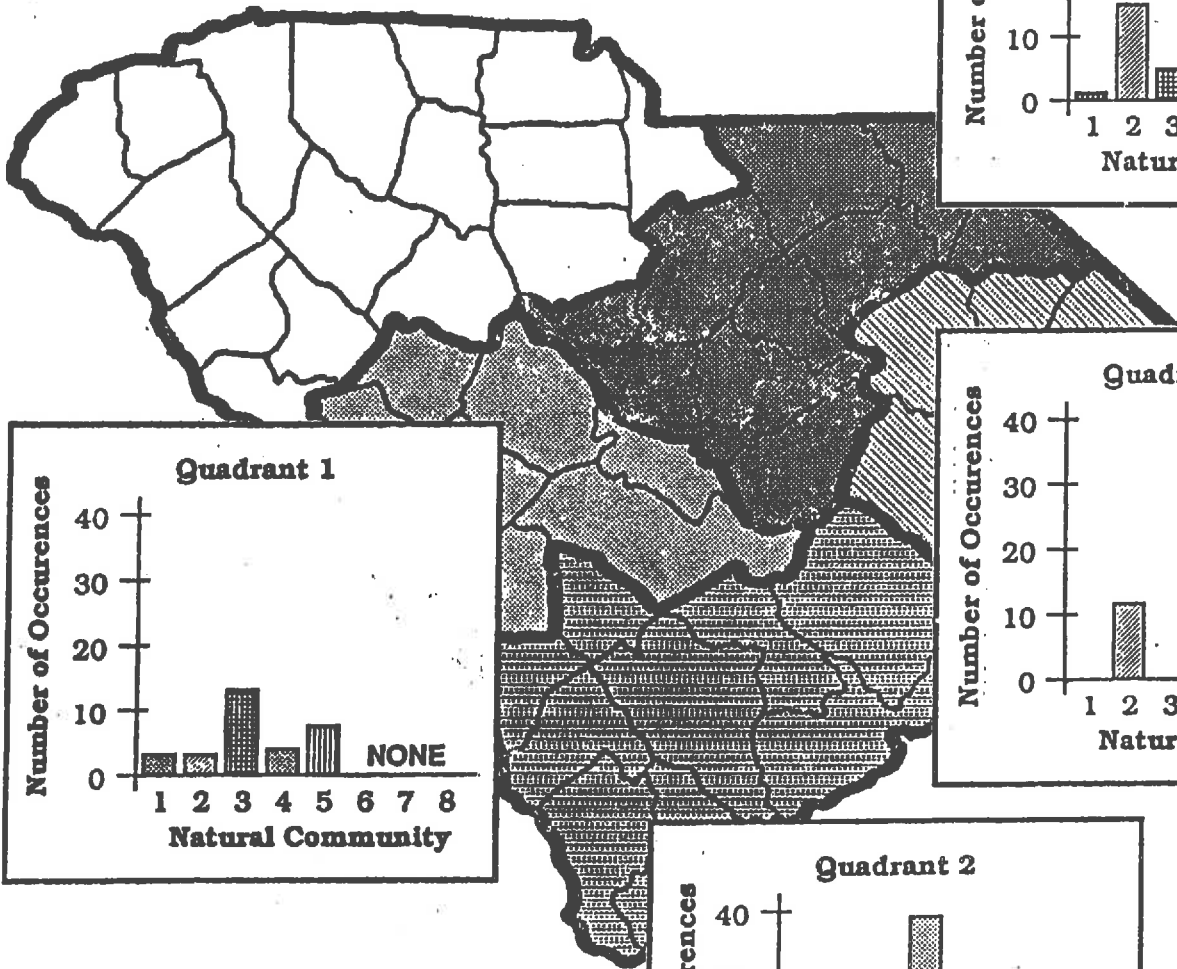 Number
10
0
1 2 3
Natur
Quadrant 1
Number of Occurences
40
30
20
10
0
NONE
1 2 3 4 5 6 7 8
Natural Community
Quad
Number of Occurences
40
30
20
10
0
1 2 3
Natur
Quadrant 2
rences
40